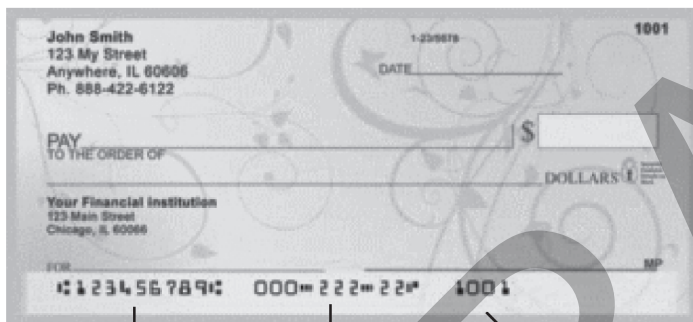 John Smith
1001
123 My Street
1-23/5678
Anywhere, IL 60606
DATE
Ph. 888-422-6122
PAY
$
TO THE ORDER OF
DOLLARS
Your Financial Institution
123 Main Street
Chicago, IL 60066
FOR
MP
⑆123456789⑆ 000⑉222⑉22⑈ 1001